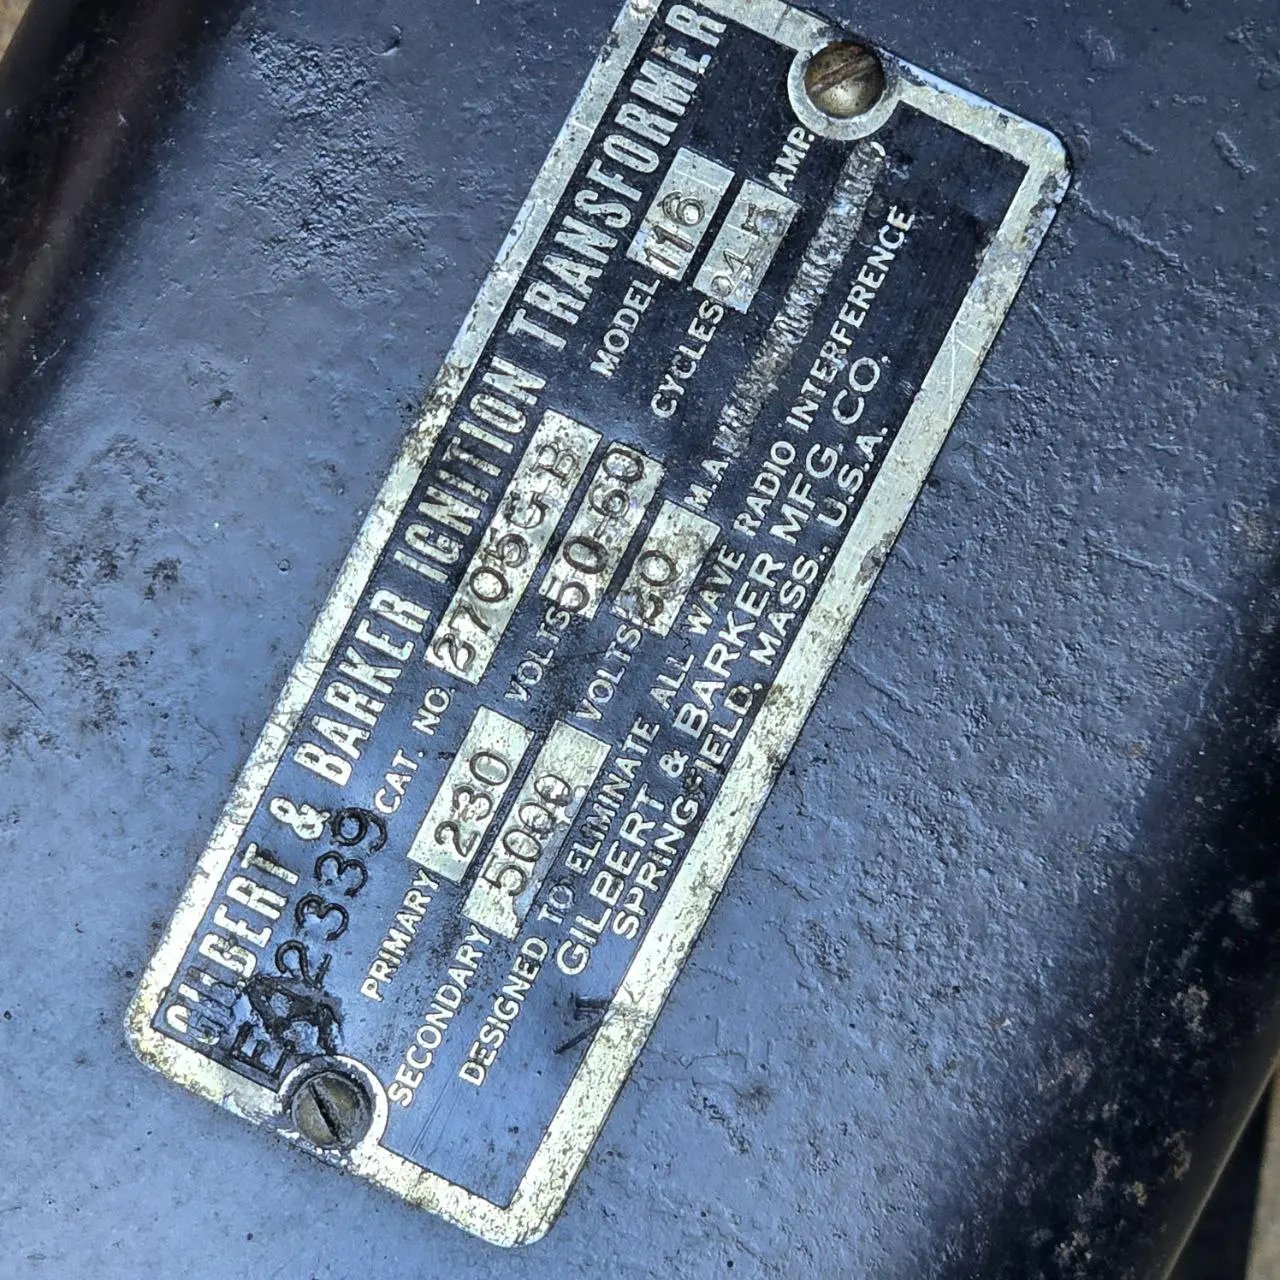 GILBERT & BARKER IGNITION TRANSFORMER
EA2339 CAT. NO. 2705GB MODEL 116
PRIMARY 230 VOLTS 50-60 CYCLES AMP.
SECONDARY 5000 VOLTS 20 M.A.
DESIGNED TO ELIMINATE ALL WAVE RADIO INTERFERENCE
GILBERT & BARKER MFG. CO.
SPRINGFIELD, MASS., U.S.A.